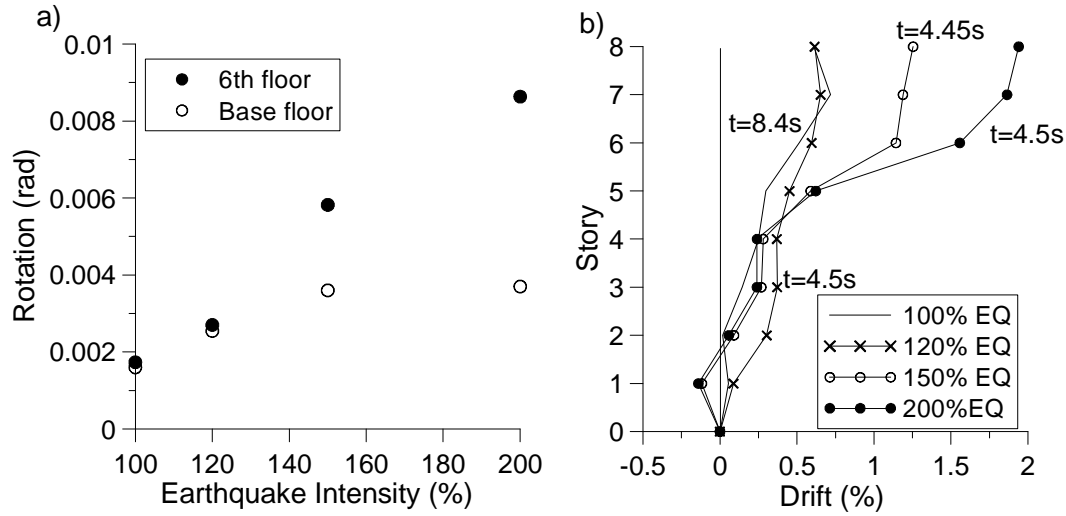 a)
0.01
0.008
0.006
0.004
0.002
0
Rotation (rad)
6th floor
Base floor
100 120 140 160 180 200
Earthquake Intensity (%)
b)
8
7
6
5
4
3
2
1
0
Story
t=4.45s
t=8.4s
t=4.5s
t=4.5s
100% EQ
120% EQ
150% EQ
200%EQ
-0.5 0 0.5 1 1.5 2
Drift (%)